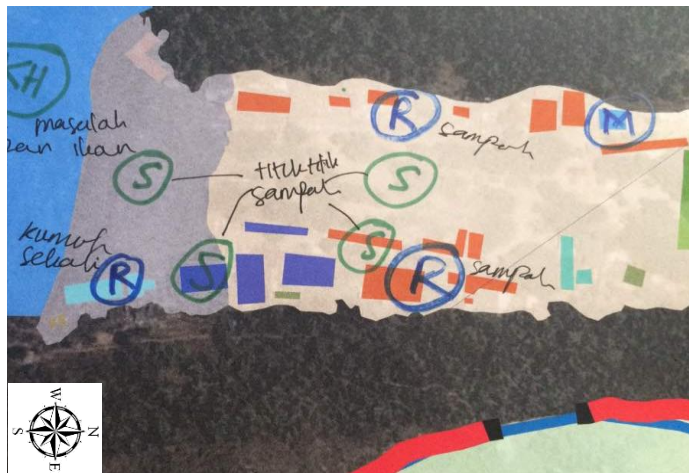 KH
masalah
ikan
R
sampah
M
S
titik titik
sampah
S
kumuh
sekali
R
S
S
R
sampah
W
S
N
E